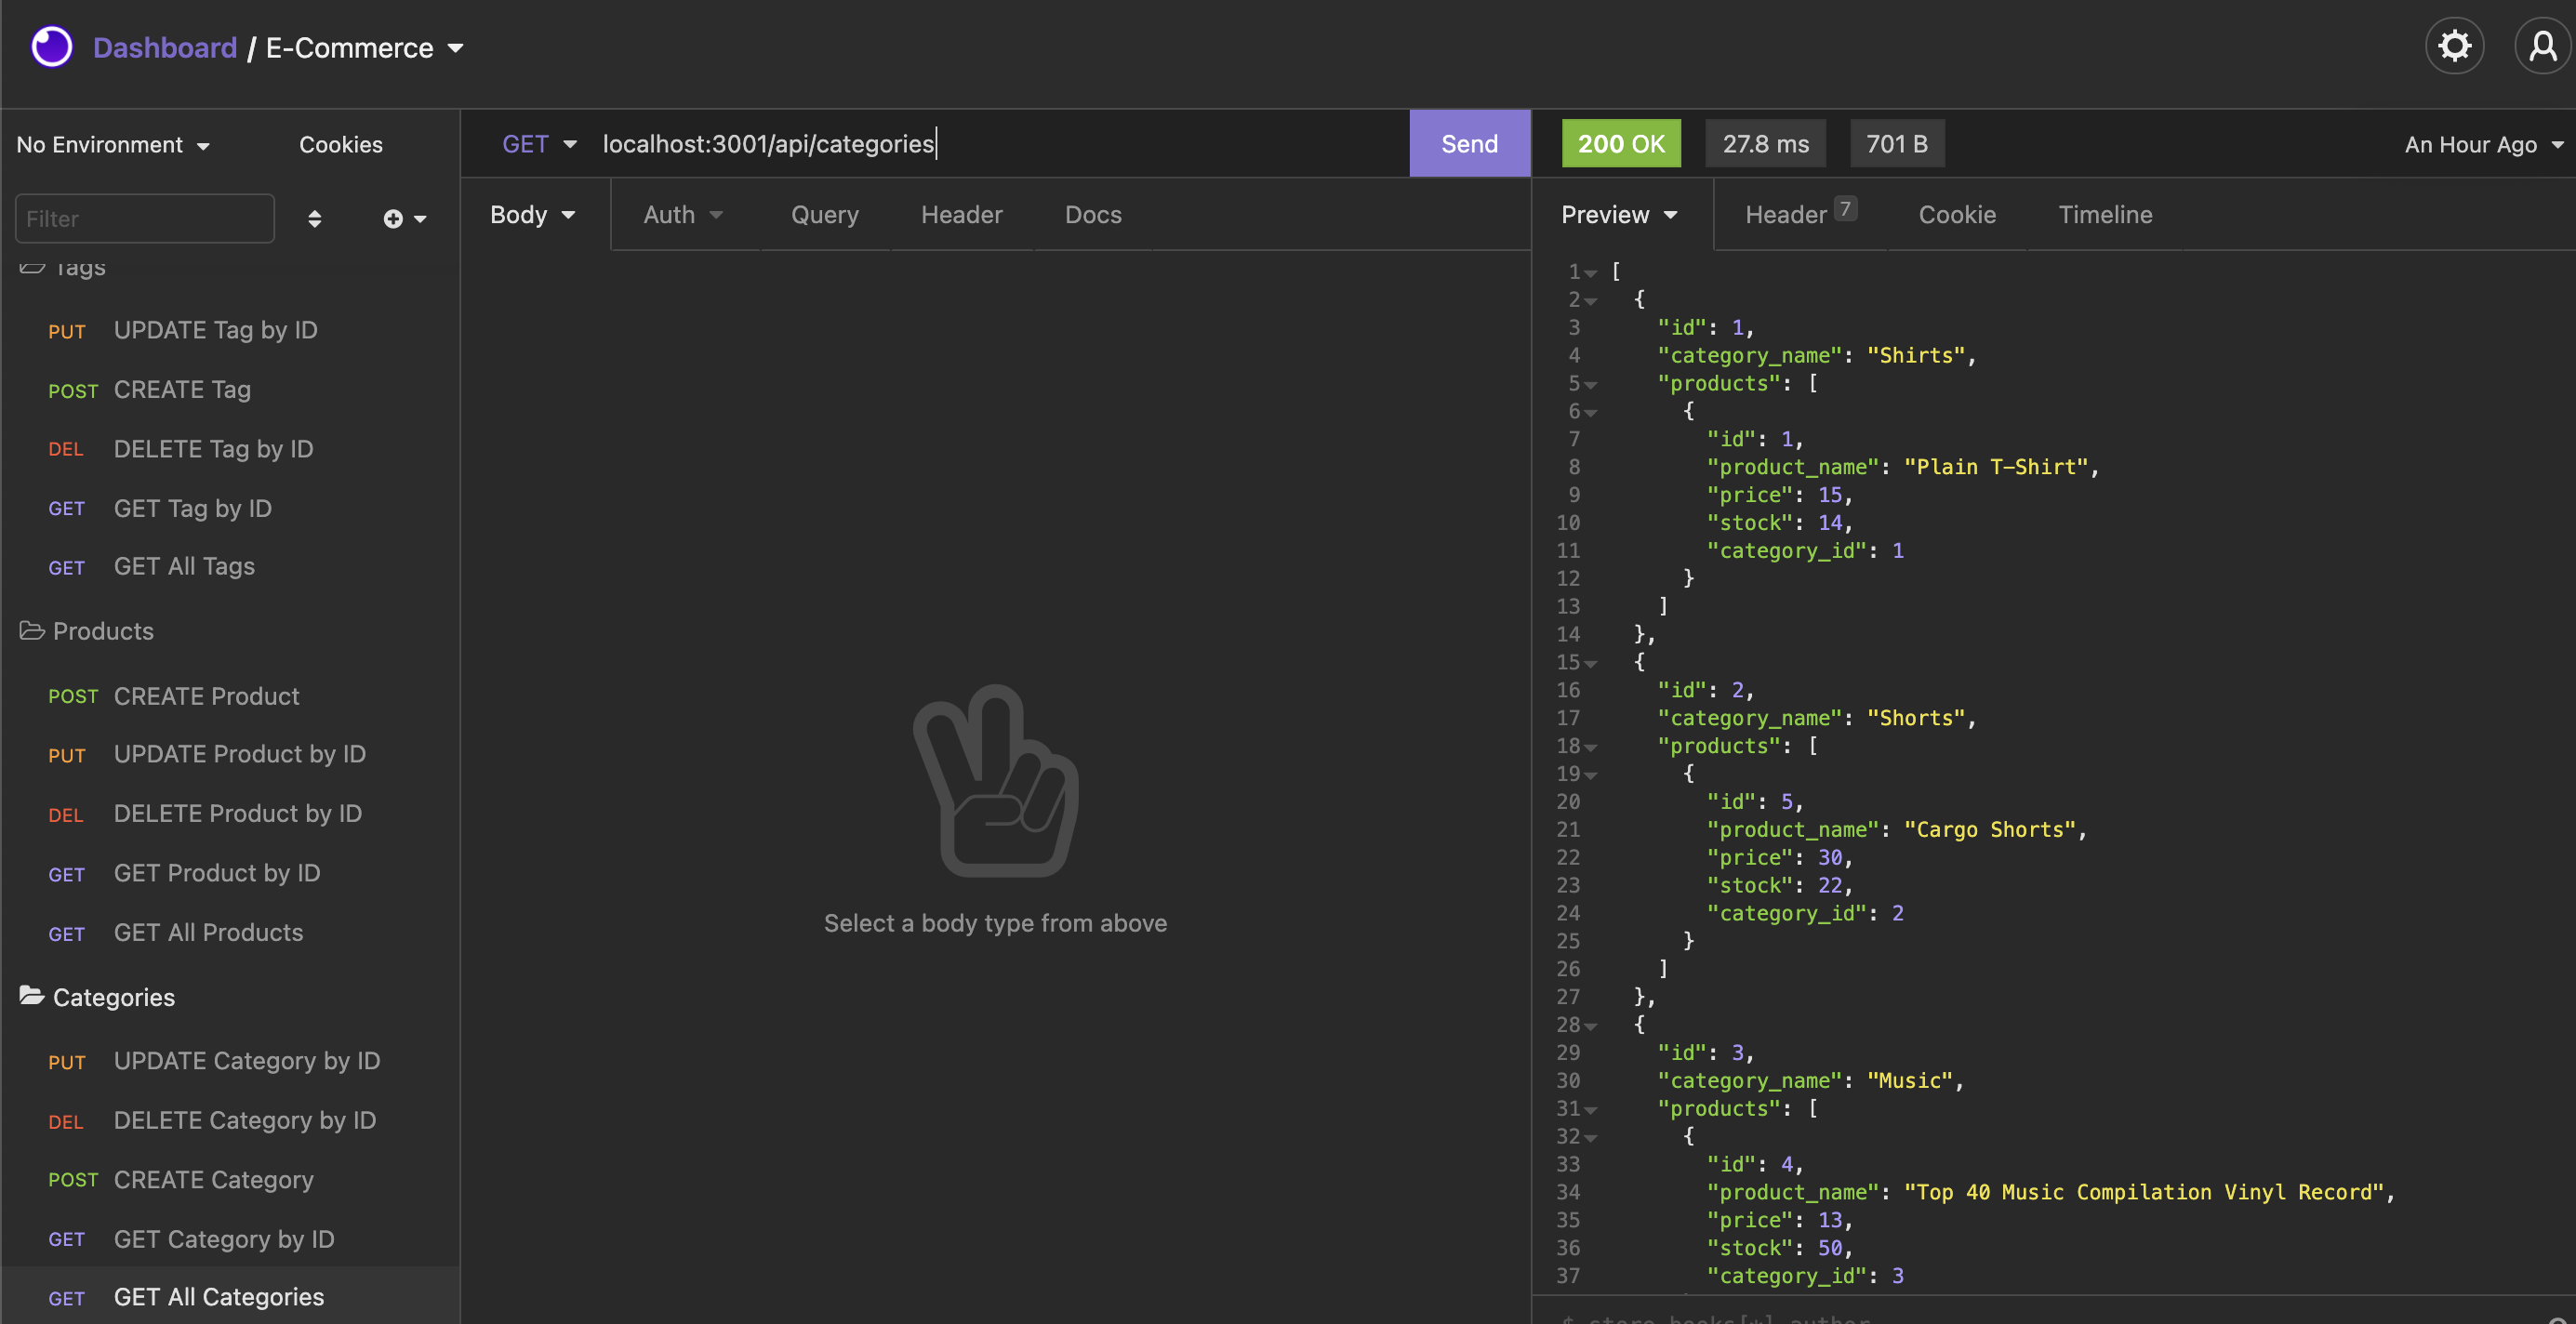 Dashboard / E-Commerce
No Environment
Cookies
Filter
Tags
PUT UPDATE Tag by ID
POST CREATE Tag
DEL DELETE Tag by ID
GET GET Tag by ID
GET GET All Tags
Products
POST CREATE Product
PUT UPDATE Product by ID
DEL DELETE Product by ID
GET GET Product by ID
GET GET All Products
Categories
PUT UPDATE Category by ID
DEL DELETE Category by ID
POST CREATE Category
GET GET Category by ID
GET GET All Categories
GET localhost:3001/api/categories
Send
Body Auth Query Header Docs
Select a body type from above
200 OK 27.8 ms 701 B An Hour Ago
Preview Header 7 Cookie Timeline
1 [
2 {
3 "id": 1,
4 "category_name": "Shirts",
5 "products": [
6 {
7 "id": 1,
8 "product_name": "Plain T-Shirt",
9 "price": 15,
10 "stock": 14,
11 "category_id": 1
12 }
13 ]
14 },
15 {
16 "id": 2,
17 "category_name": "Shorts",
18 "products": [
19 {
20 "id": 5,
21 "product_name": "Cargo Shorts",
22 "price": 30,
23 "stock": 22,
24 "category_id": 2
25 }
26 ]
27 },
28 {
29 "id": 3,
30 "category_name": "Music",
31 "products": [
32 {
33 "id": 4,
34 "product_name": "Top 40 Music Compilation Vinyl Record",
35 "price": 13,
36 "stock": 50,
37 "category_id": 3